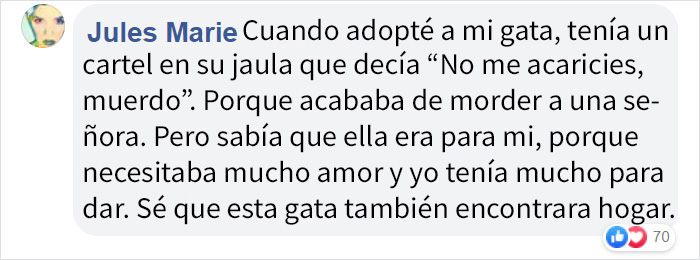 Jules Marie Cuando adopté a mi gata, tenía un
cartel en su jaula que decía “No me acaricies,
muerdo”. Porque acababa de morder a una se-
ñora. Pero sabía que ella era para mi, porque
necesitaba mucho amor y yo tenía mucho para
dar. Sé que esta gata también encontrara hogar.
70